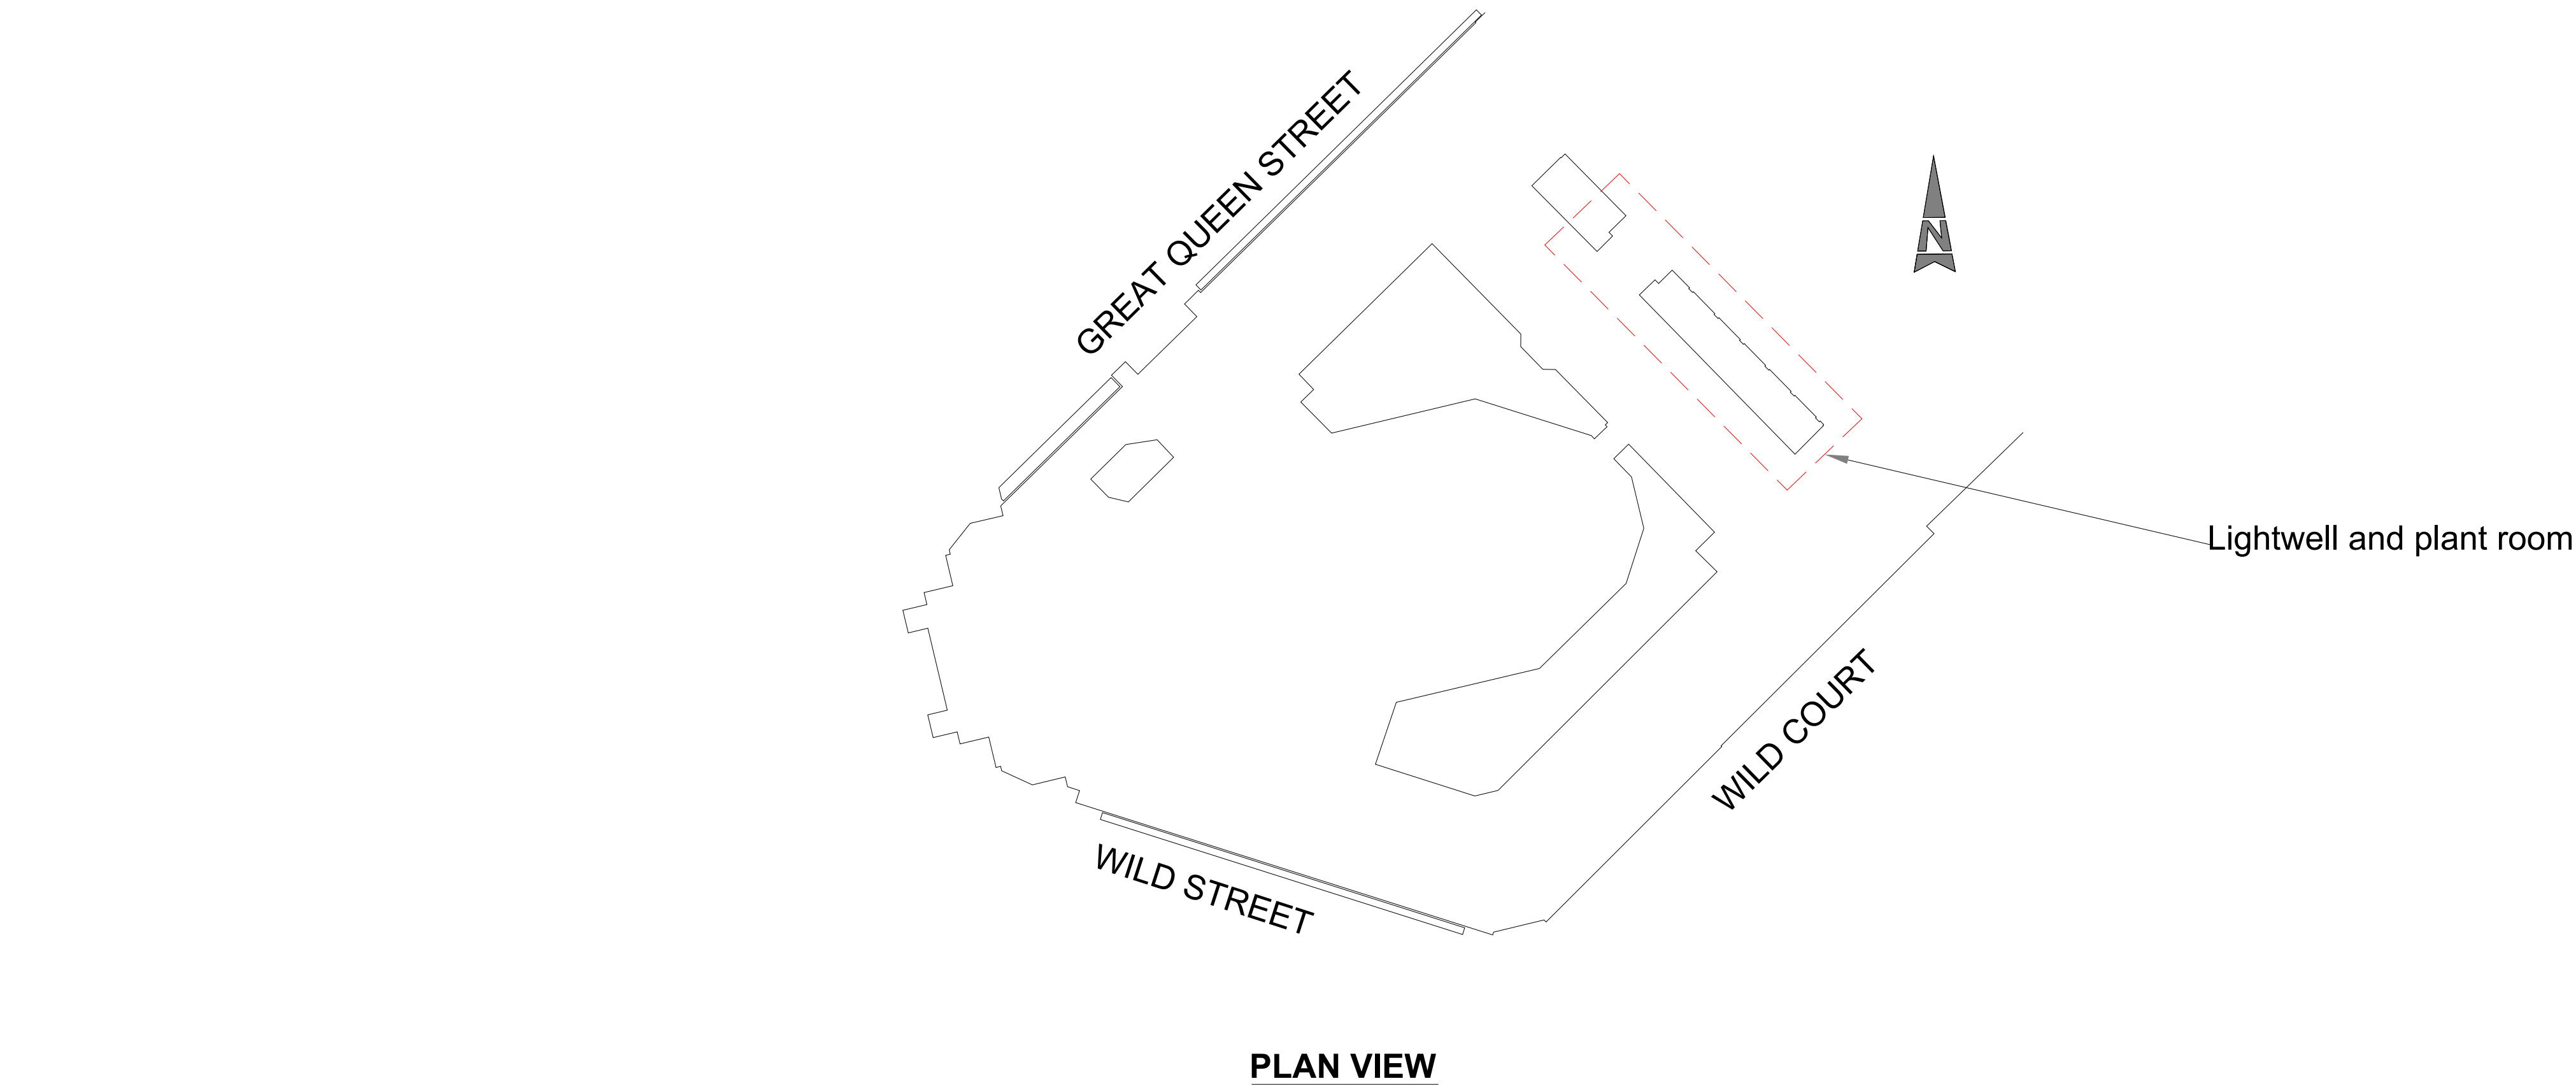 GREAT QUEEN STREET
N
Lightwell and plant room
WILD COURT
WILD STREET
PLAN VIEW